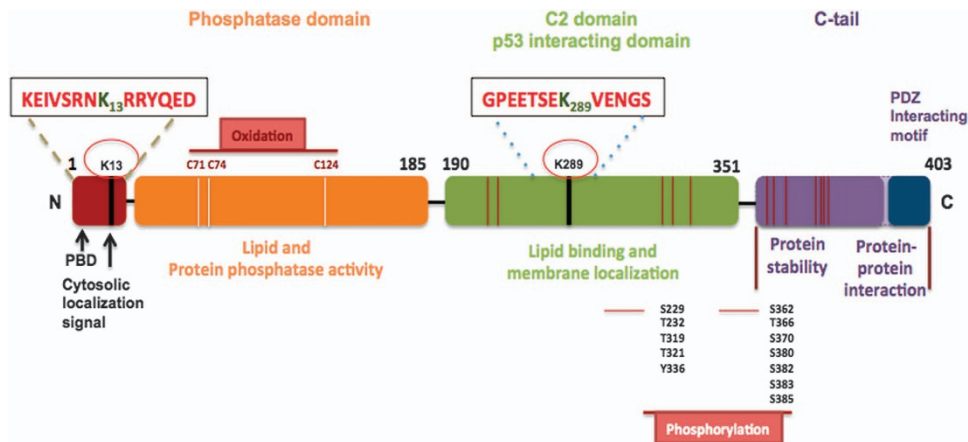 Phosphatase domain
C2 domain
p53 interacting domain
C-tail
KEIVSRNK13RRYQED
GPEETSEK289VENGS
PDZ
Interacting
motif
Oxidation
1
K13
C71 C74
C124
185
190
K289
351
403
N
C
PBD
Cytosolic
localization
signal
Lipid and
Protein phosphatase activity
Lipid binding and
membrane localization
Protein
stability
Protein-
protein
interaction
S229
T232
T319
T321
Y336
S362
T366
S370
S380
S382
S383
S385
Phosphorylation